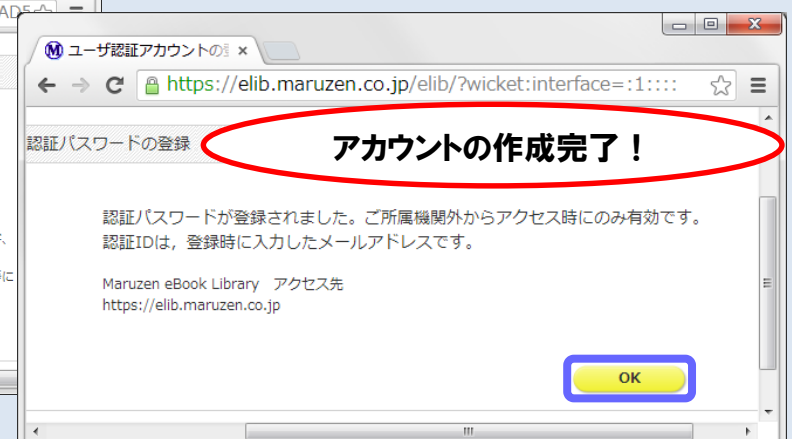 AD5
ユーザ認証アカウントの
https://elib.maruzen.co.jp/elib/?wicket:interface=:1::::
認証パスワードの登録
アカウントの作成完了！
認証パスワードが登録されました。ご所属機関外からアクセス時にのみ有効です。
認証IDは，登録時に入力したメールアドレスです。
Maruzen eBook Library　アクセス先
https://elib.maruzen.co.jp
に
OK